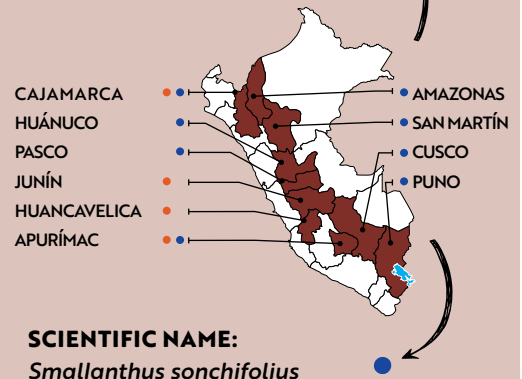 CAJAMARCA
HUÁNUCO
PASCO
JUNÍN
HUANCAVELICA
APURÍMAC
AMAZONAS
SAN MARTÍN
CUSCO
PUNO
SCIENTIFIC NAME:
Smallanthus sonchifolius